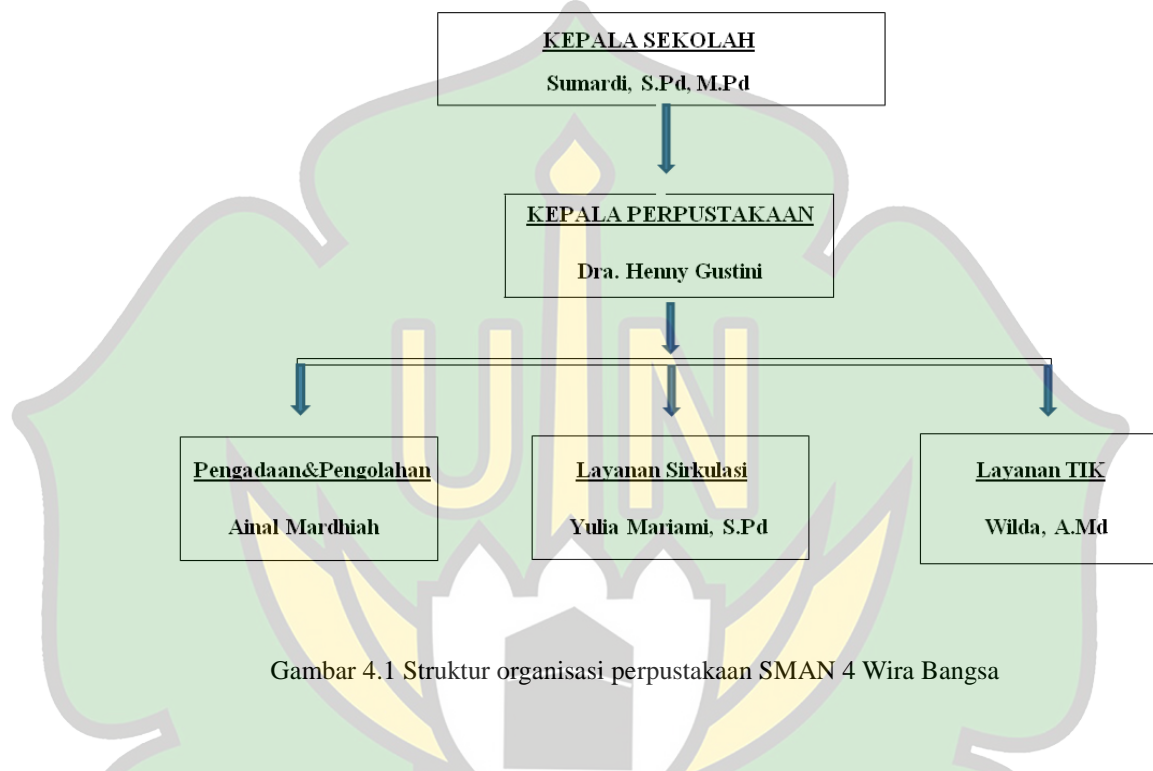 KEPALA SEKOLAH
Sumardi, S.Pd, M.Pd
KEPALA PERPUSTAKAAN
Dra. Henny Gustini
UIN
Pengadaan&Pengolahan
Ainal Mardhiah
Layanan Sirkulasi
Yulia Mariami, S.Pd
Layanan TIK
Wilda, A.Md
Gambar 4.1 Struktur organisasi perpustakaan SMAN 4 Wira Bangsa